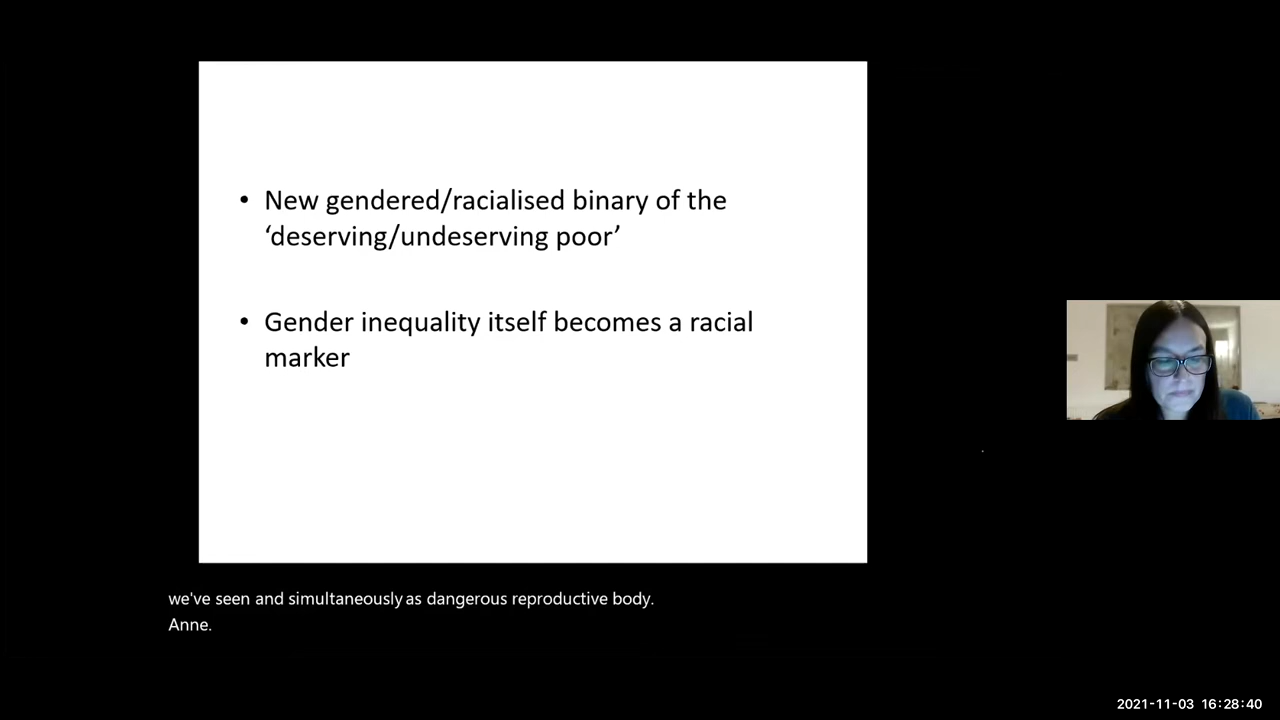 • New gendered/racialised binary of the
‘deserving/undeserving poor’
• Gender inequality itself becomes a racial
marker
we've seen and simultaneously as dangerous reproductive body.
Anne.
2021-11-03 16:28:40